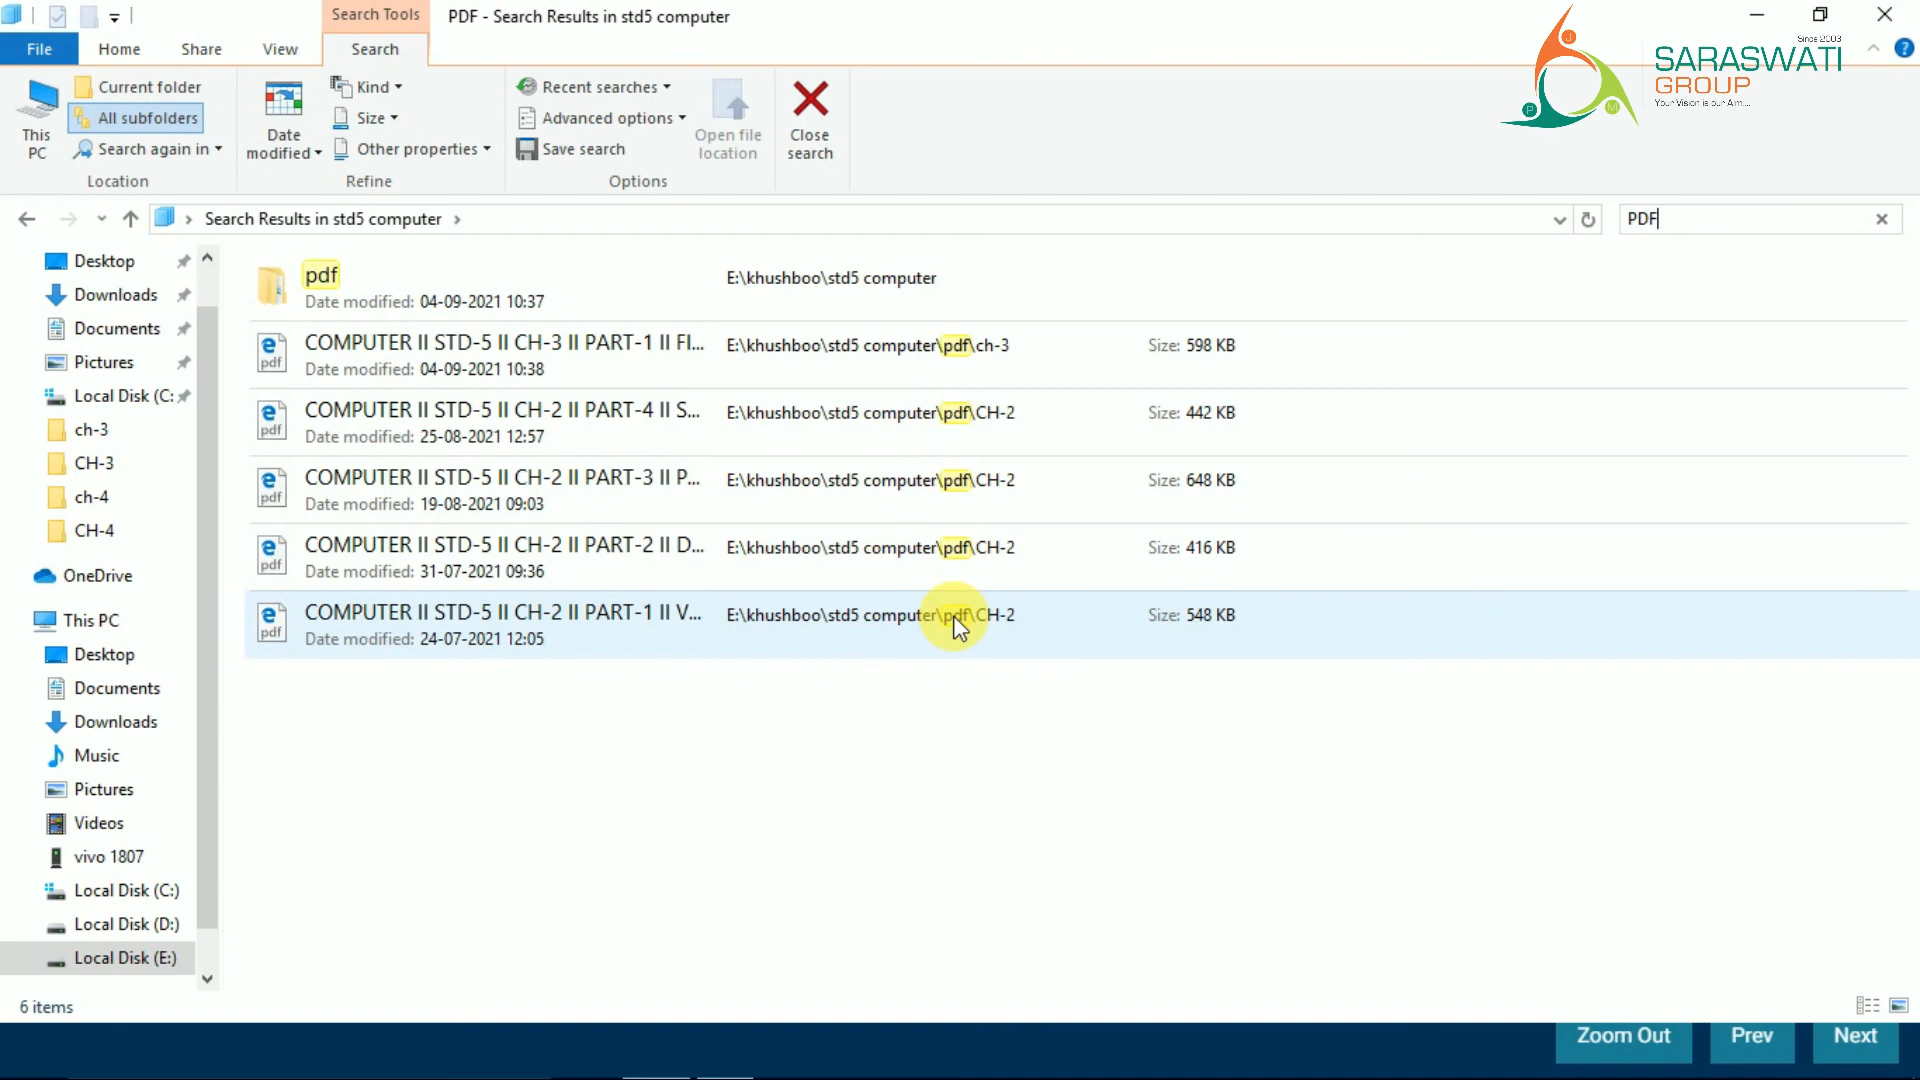 Search Tools
PDF - Search Results in std5 computer
File
Home
Share
View
Search
This PC
Current folder
All subfolders
Search again in
Location
Date modified
Kind
Size
Other properties
Refine
Recent searches
Advanced options
Save search
Options
Open file location
Close search
Since 2003
SARASWATI
GROUP
Your Vision is our Aim....
J
P
M
?
Search Results in std5 computer
PDF
Desktop
Downloads
Documents
Pictures
Local Disk (C:
ch-3
CH-3
ch-4
CH-4
OneDrive
This PC
Desktop
Documents
Downloads
Music
Pictures
Videos
vivo 1807
Local Disk (C:)
Local Disk (D:)
Local Disk (E:)
pdf E:\khushboo\std5 computer
Date modified: 04-09-2021 10:37
pdf
COMPUTER II STD-5 II CH-3 II PART-1 II FI... E:\khushboo\std5 computer\pdf\ch-3 Size: 598 KB
Date modified: 04-09-2021 10:38
pdf
COMPUTER II STD-5 II CH-2 II PART-4 II S... E:\khushboo\std5 computer\pdf\CH-2 Size: 442 KB
Date modified: 25-08-2021 12:57
pdf
COMPUTER II STD-5 II CH-2 II PART-3 II P... E:\khushboo\std5 computer\pdf\CH-2 Size: 648 KB
Date modified: 19-08-2021 09:03
pdf
COMPUTER II STD-5 II CH-2 II PART-2 II D... E:\khushboo\std5 computer\pdf\CH-2 Size: 416 KB
Date modified: 31-07-2021 09:36
pdf
COMPUTER II STD-5 II CH-2 II PART-1 II V... E:\khushboo\std5 computer\pdf\CH-2 Size: 548 KB
Date modified: 24-07-2021 12:05
6 items
Zoom Out
Prev
Next